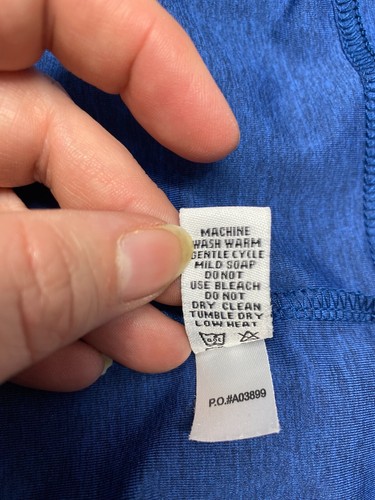 MACHINE
WASH WARM
GENTLE CYCLE
MILD SOAP
DO NOT
USE BLEACH
DO NOT
DRY CLEAN
TUMBLE DRY
LOW HEAT
P.O.#A03899